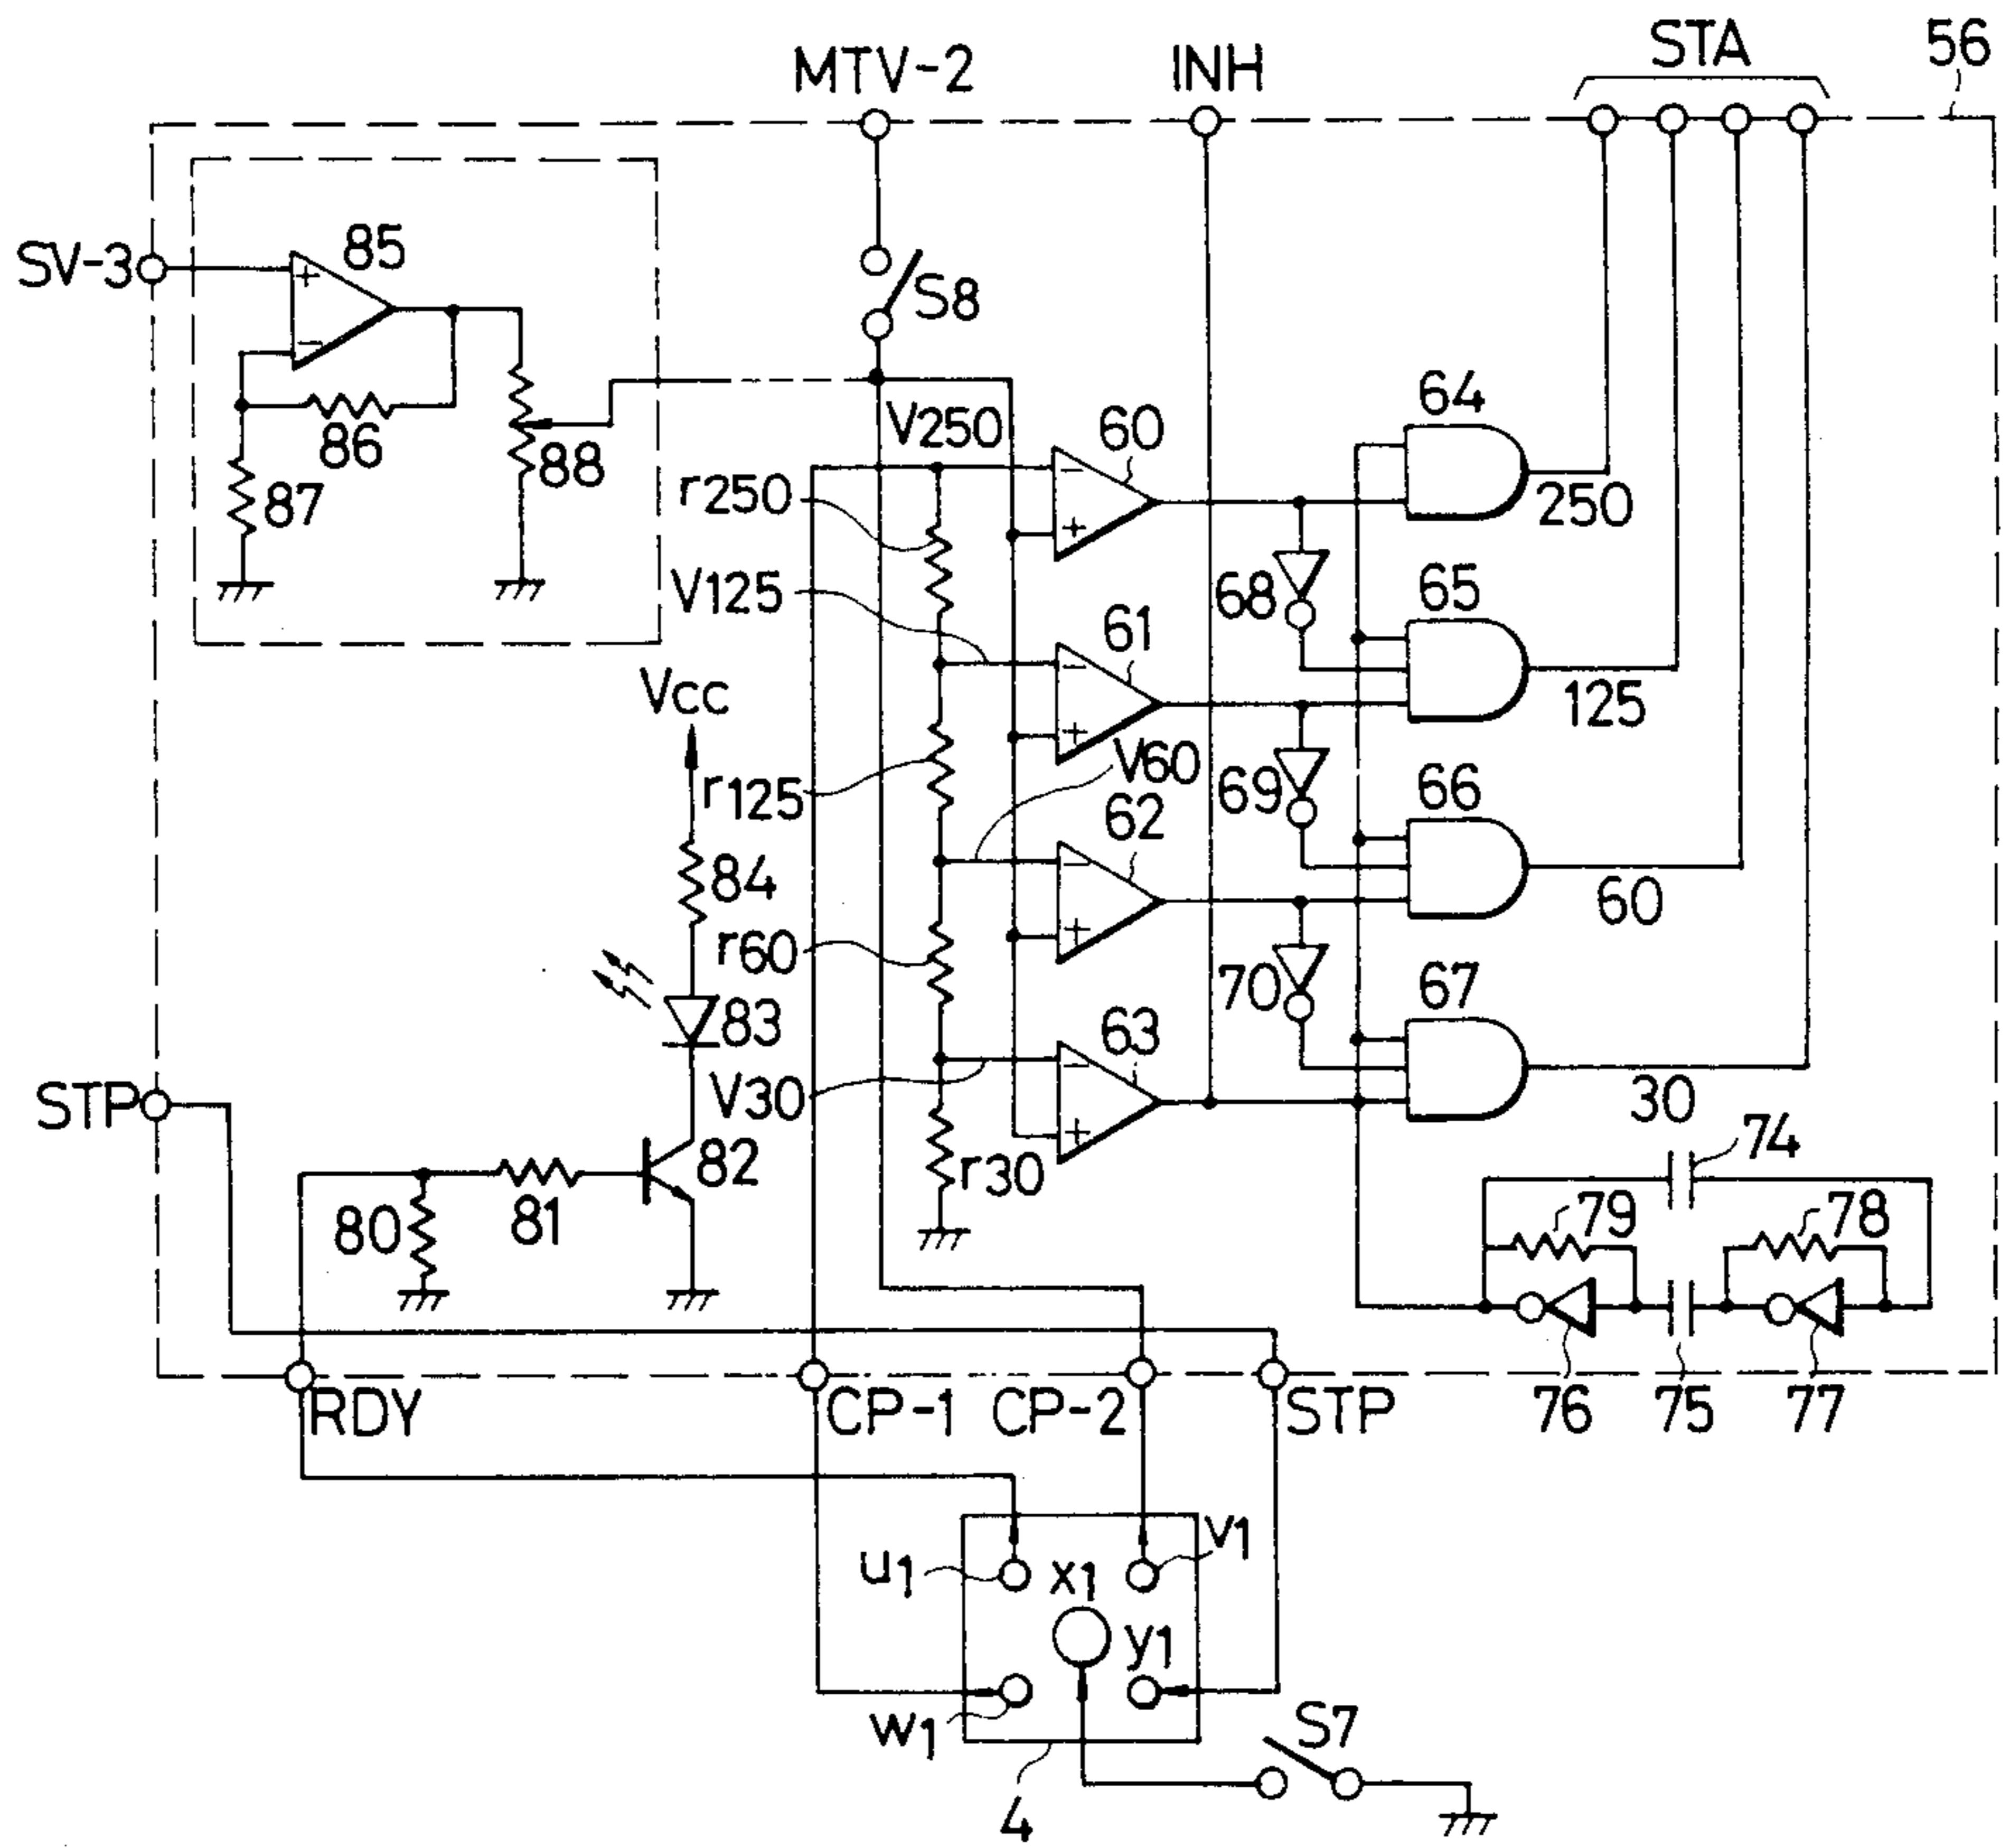 MTV-2
INH
STA
56
SV-3
85
+
−
86
87
88
S8
V250
60
−
+
r250
64
250
68
V125
61
−
+
65
125
VCC
r125
V60
69
62
−
+
66
60
84
r60
70
83
63
−
+
67
V30
30
STP
82
r30
74
80
81
79
78
RDY
CP-1
CP-2
STP
76
75
77
u1
x1
v1
y1
w1
S7
4